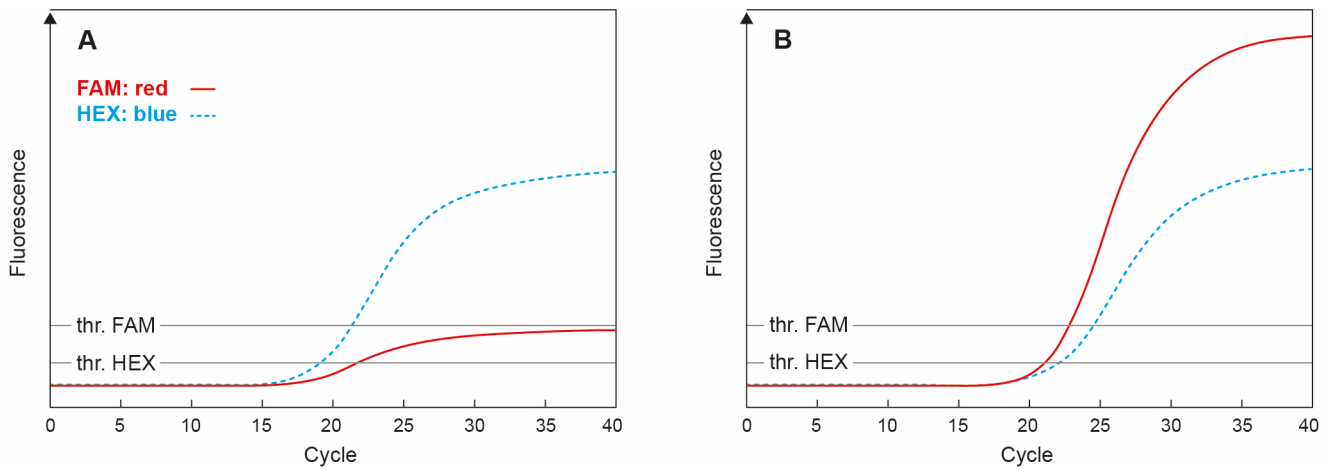 A
FAM: red
HEX: blue
Fluorescence
thr. FAM
thr. HEX
0 5 10 15 20 25 30 35 40
Cycle
B
Fluorescence
thr. FAM
thr. HEX
0 5 10 15 20 25 30 35 40
Cycle